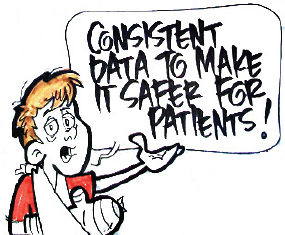 CONSISTENT
DATA TO MAKE
IT SAFER FOR
PATIENTS!